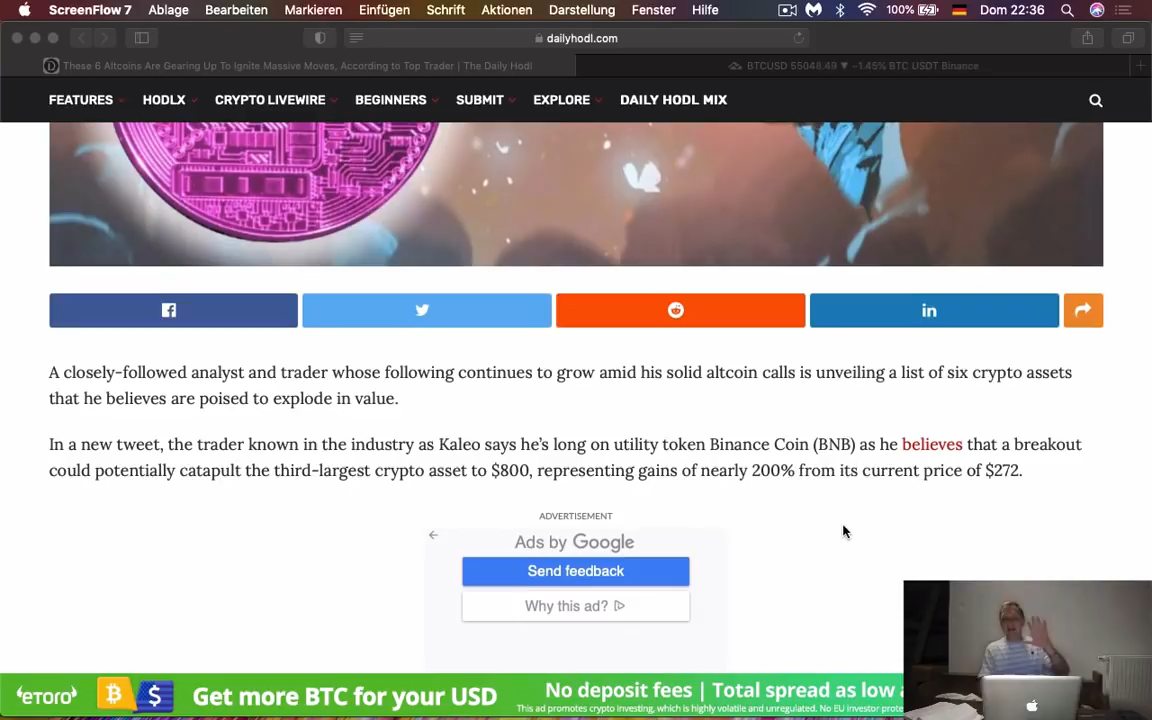 ScreenFlow 7 Ablage Bearbeiten Markieren Einfügen Schrift Aktionen Darstellung Fenster Hilfe 100% Dom 22:36
dailyhodl.com
These 6 Altcoins Are Gearing Up To Ignite Massive Moves, According to Top Trader | The Daily Hodl
BTCUSD 55048.49 ▼ −1.45% BTC USDT Binance
FEATURES HODLX CRYPTO LIVEWIRE BEGINNERS SUBMIT EXPLORE DAILY HODL MIX
A closely-followed analyst and trader whose following continues to grow amid his solid altcoin calls is unveiling a list of six crypto assets
that he believes are poised to explode in value.
In a new tweet, the trader known in the industry as Kaleo says he's long on utility token Binance Coin (BNB) as he believes that a breakout
could potentially catapult the third-largest crypto asset to $800, representing gains of nearly 200% from its current price of $272.
ADVERTISEMENT
Ads by Google
Send feedback
Why this ad?
eToro Get more BTC for your USD
No deposit fees | Total spread as low a
This ad promotes crypto investing, which is highly volatile and unregulated. No EU investor prote